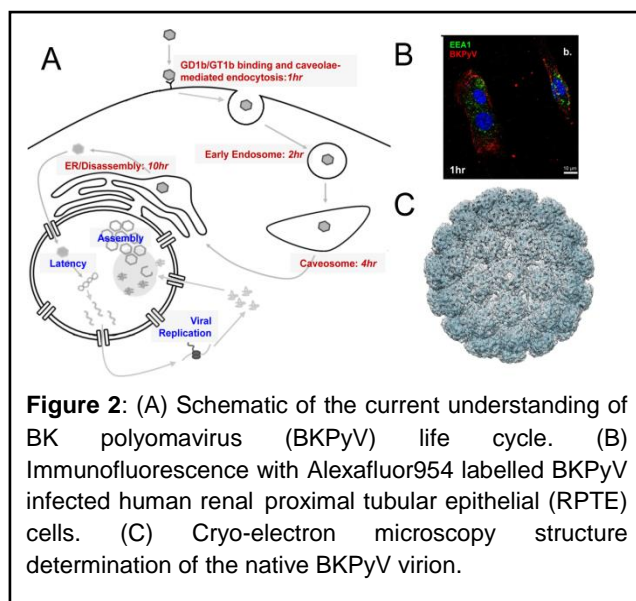 A
GD1b/GT1b binding and caveolae-
mediated endocytosis:1hr
ER/Disassembly: 10hr
Early Endosome: 2hr
Assembly
Latency
Caveosome: 4hr
Viral
Replication
B
EEA1
BKPyV
b.
1hr
10 μm
C
Figure 2: (A) Schematic of the current understanding of
BK polyomavirus (BKPyV) life cycle. (B)
Immunofluorescence with Alexafluor954 labelled BKPyV
infected human renal proximal tubular epithelial (RPTE)
cells. (C) Cryo-electron microscopy structure
determination of the native BKPyV virion.